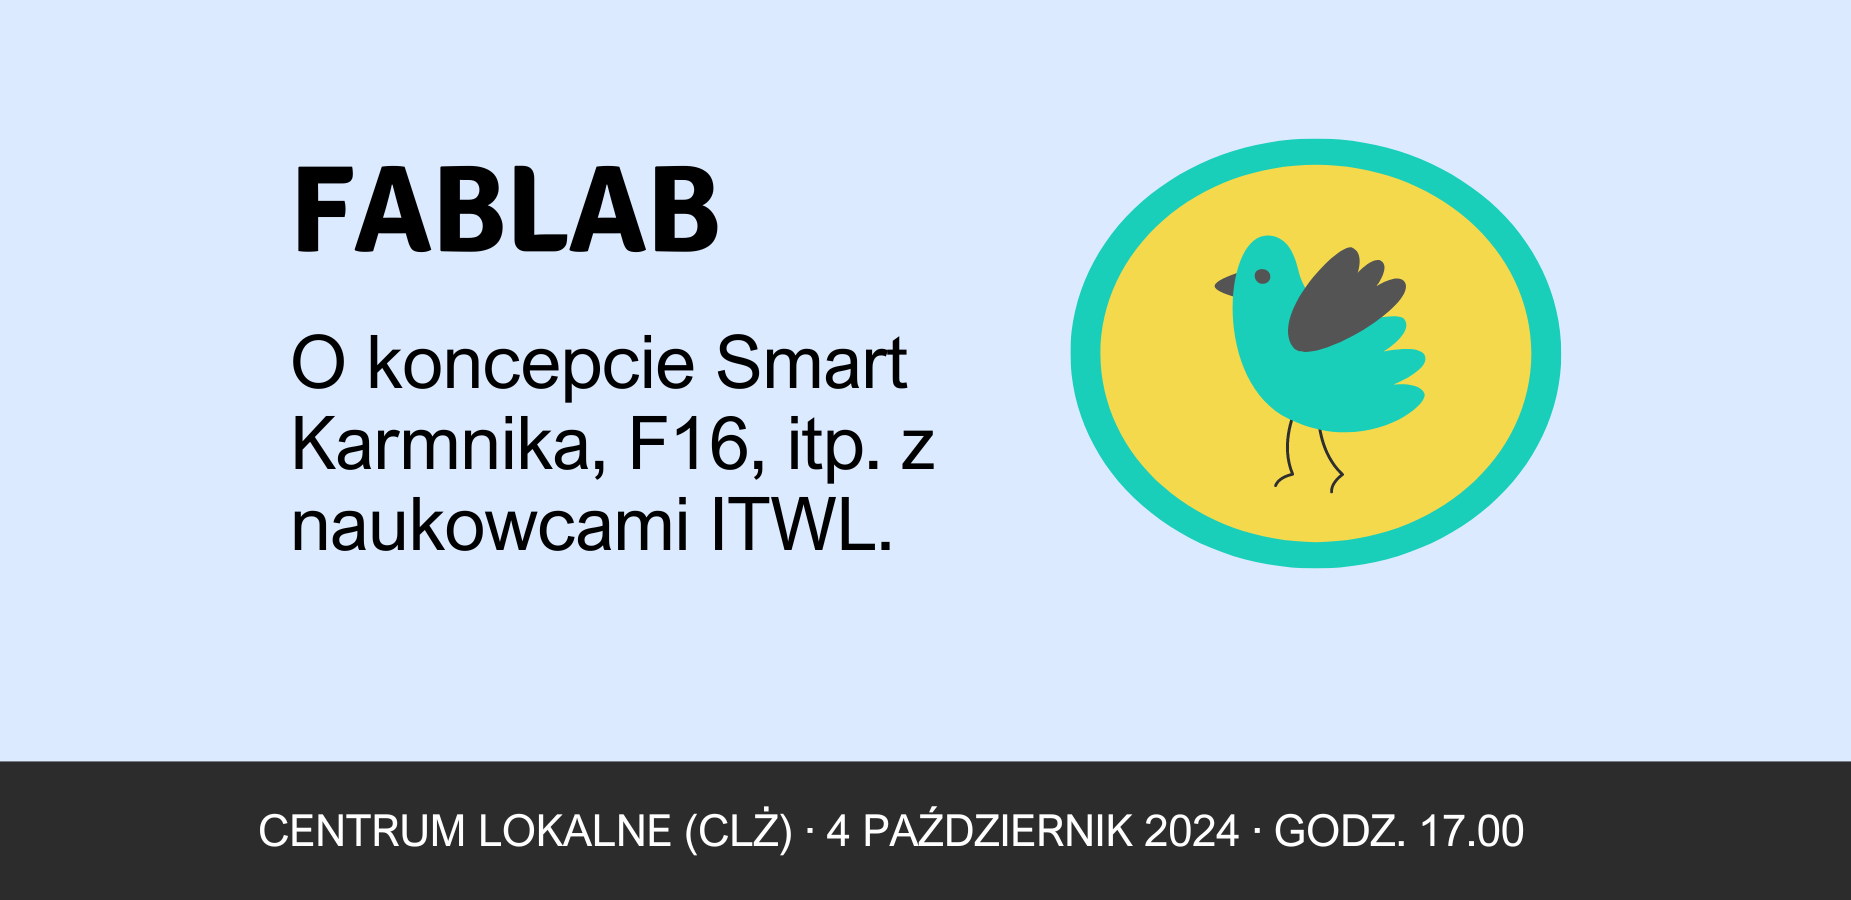 FABLAB
O koncepcie Smart
Karmnika, F16, itp. z
naukowcami ITWL.
CENTRUM LOKALNE (CLŻ) · 4 PAŹDZIERNIK 2024 · GODZ. 17.00